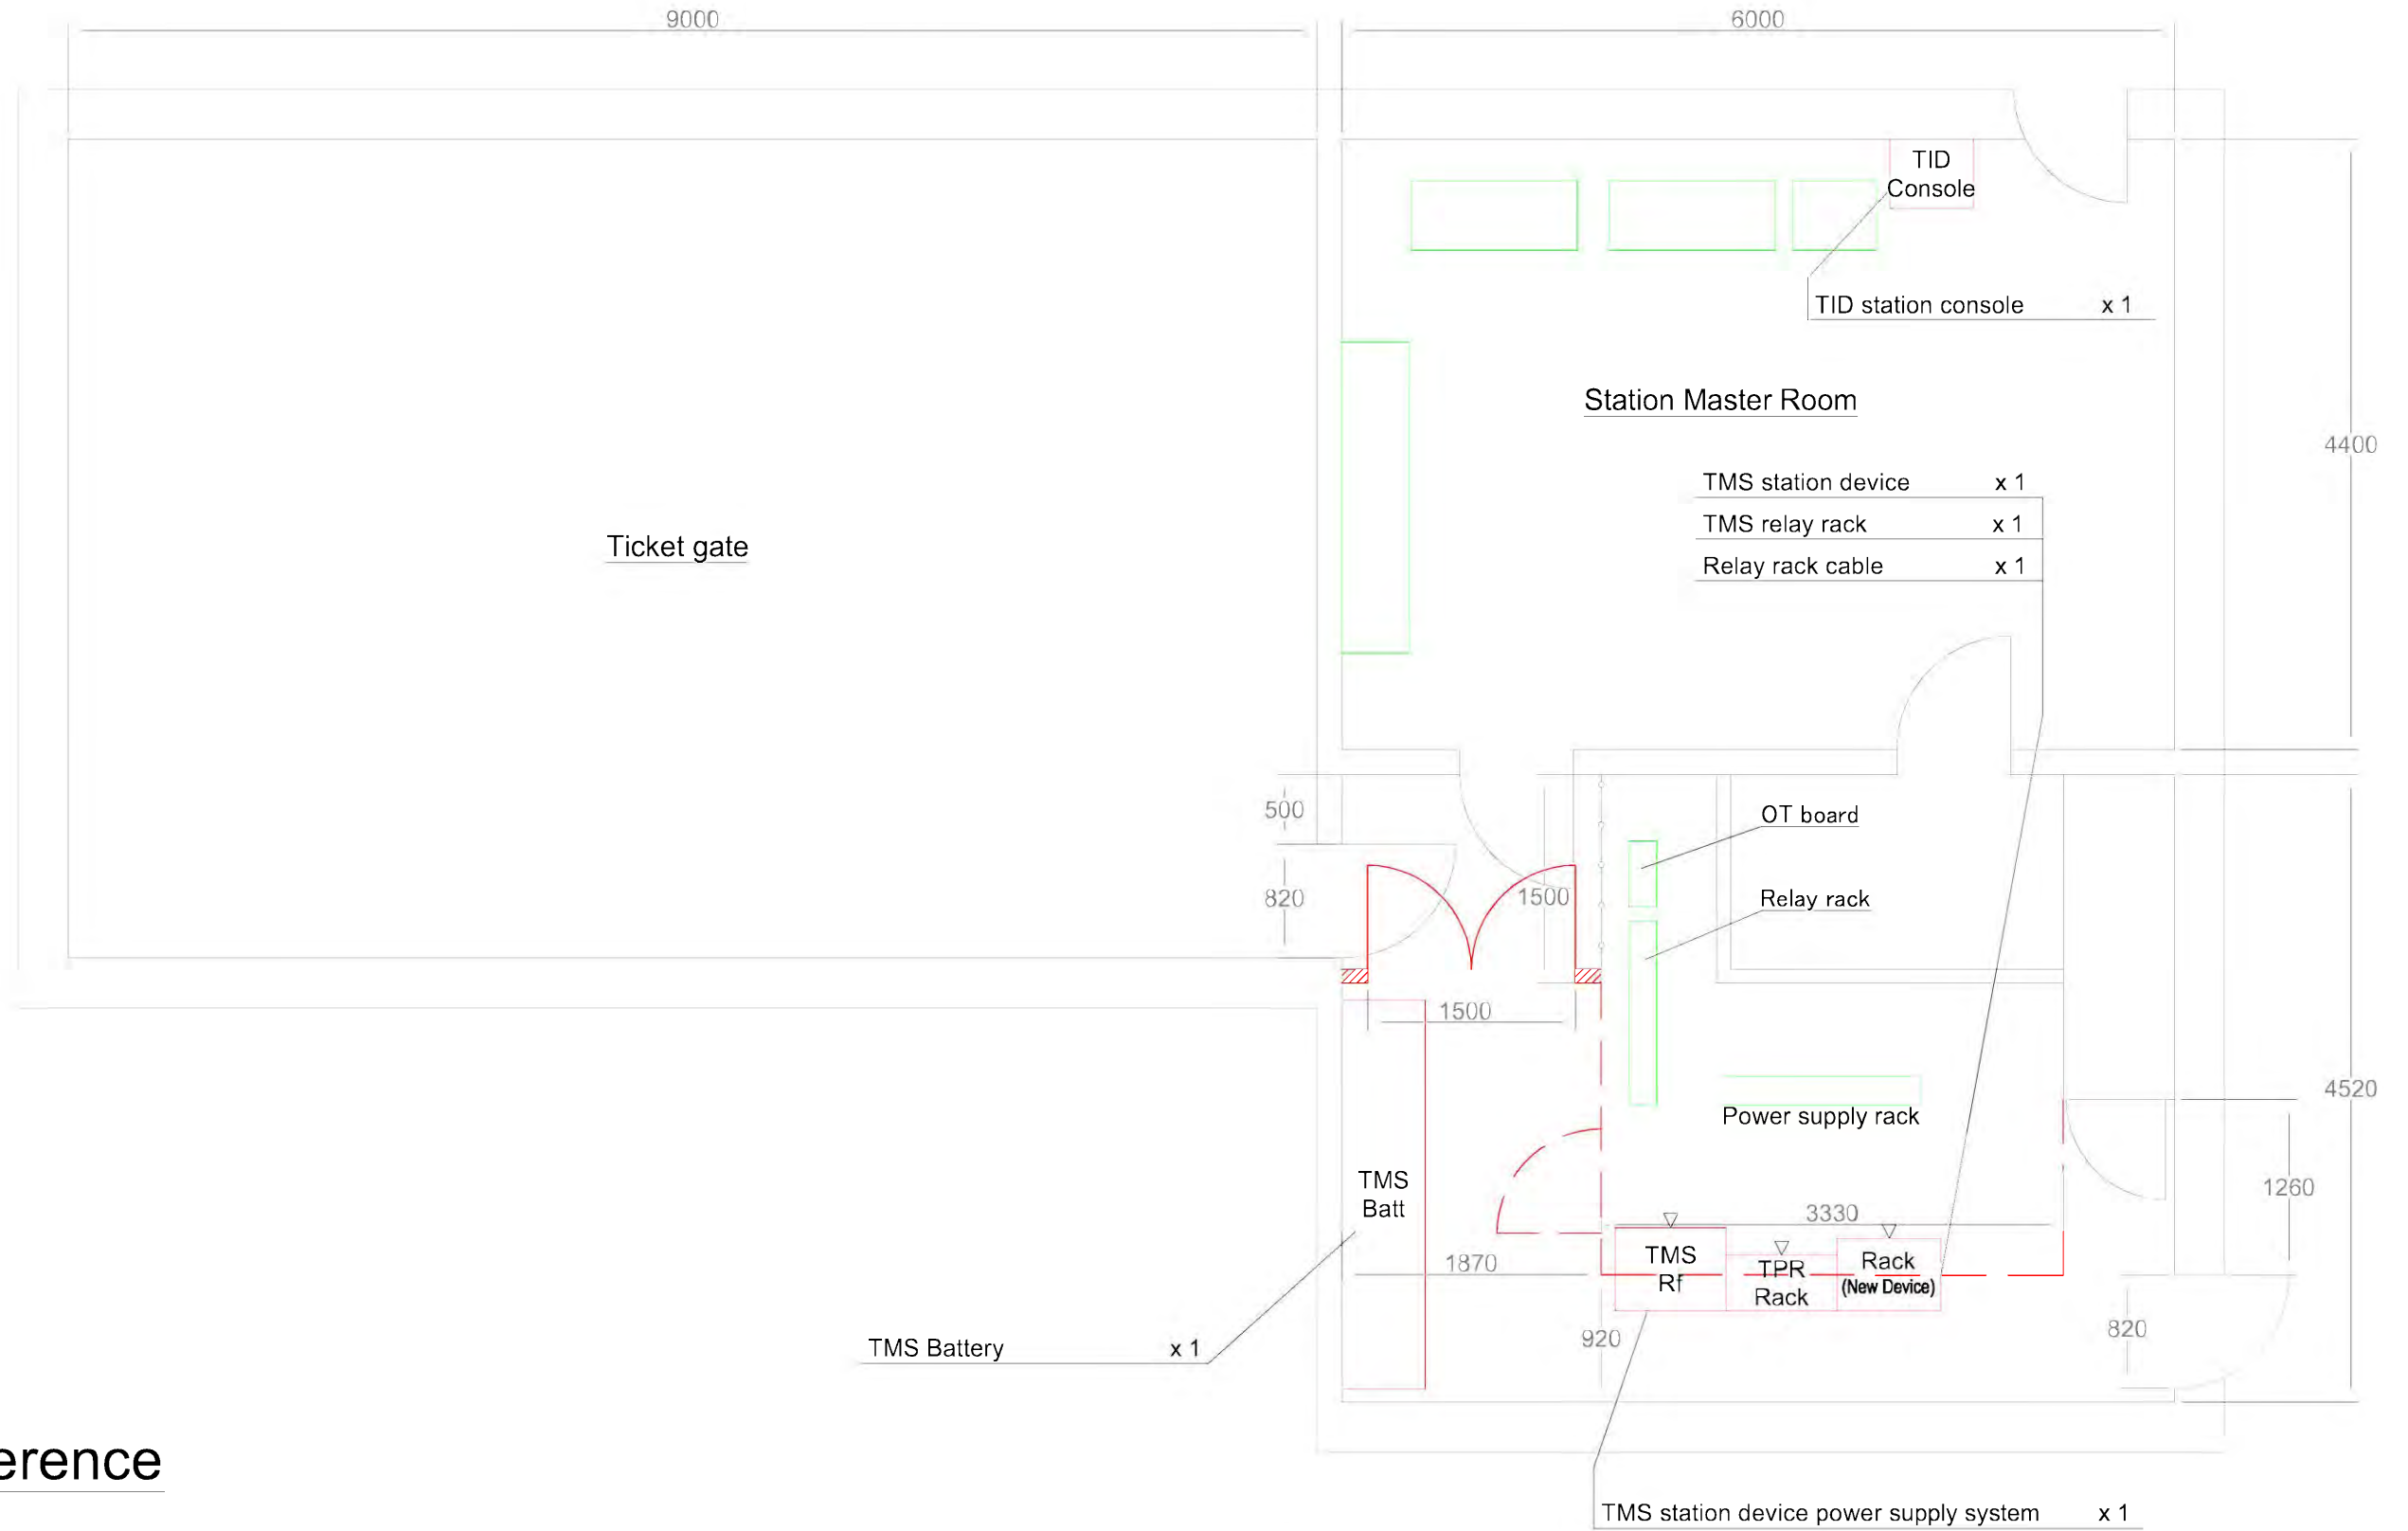 9000
6000
TID
Console
TID station console x 1
Station Master Room
4400
TMS station device x 1
TMS relay rack x 1
Relay rack cable x 1
Ticket gate
500
OT board
820
1500
Relay rack
1500
4520
Power supply rack
TMS
Batt
1260
3330
1870
TMS
Rf
TPR
Rack
Rack
(New Device)
920
820
TMS Battery x 1
erence
TMS station device power supply system x 1